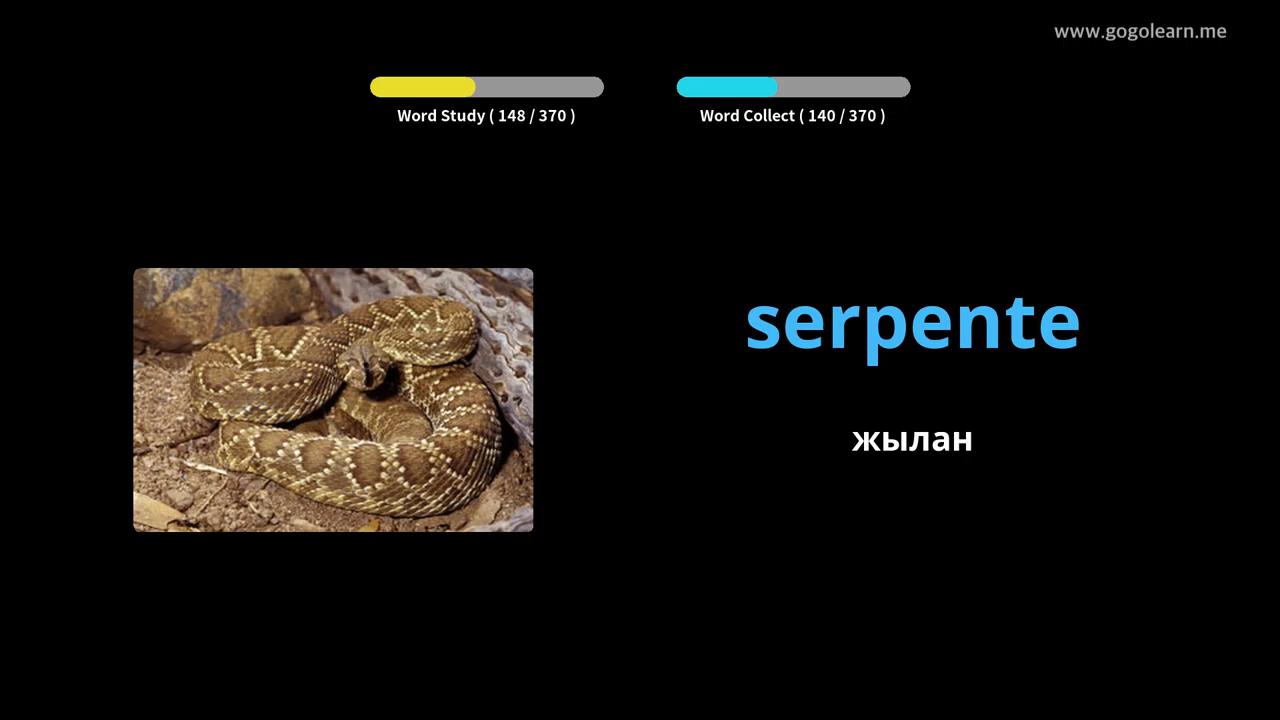 www.gogolearn.me
Word Study ( 148 / 370 )
Word Collect ( 140 / 370 )
serpente
жылан